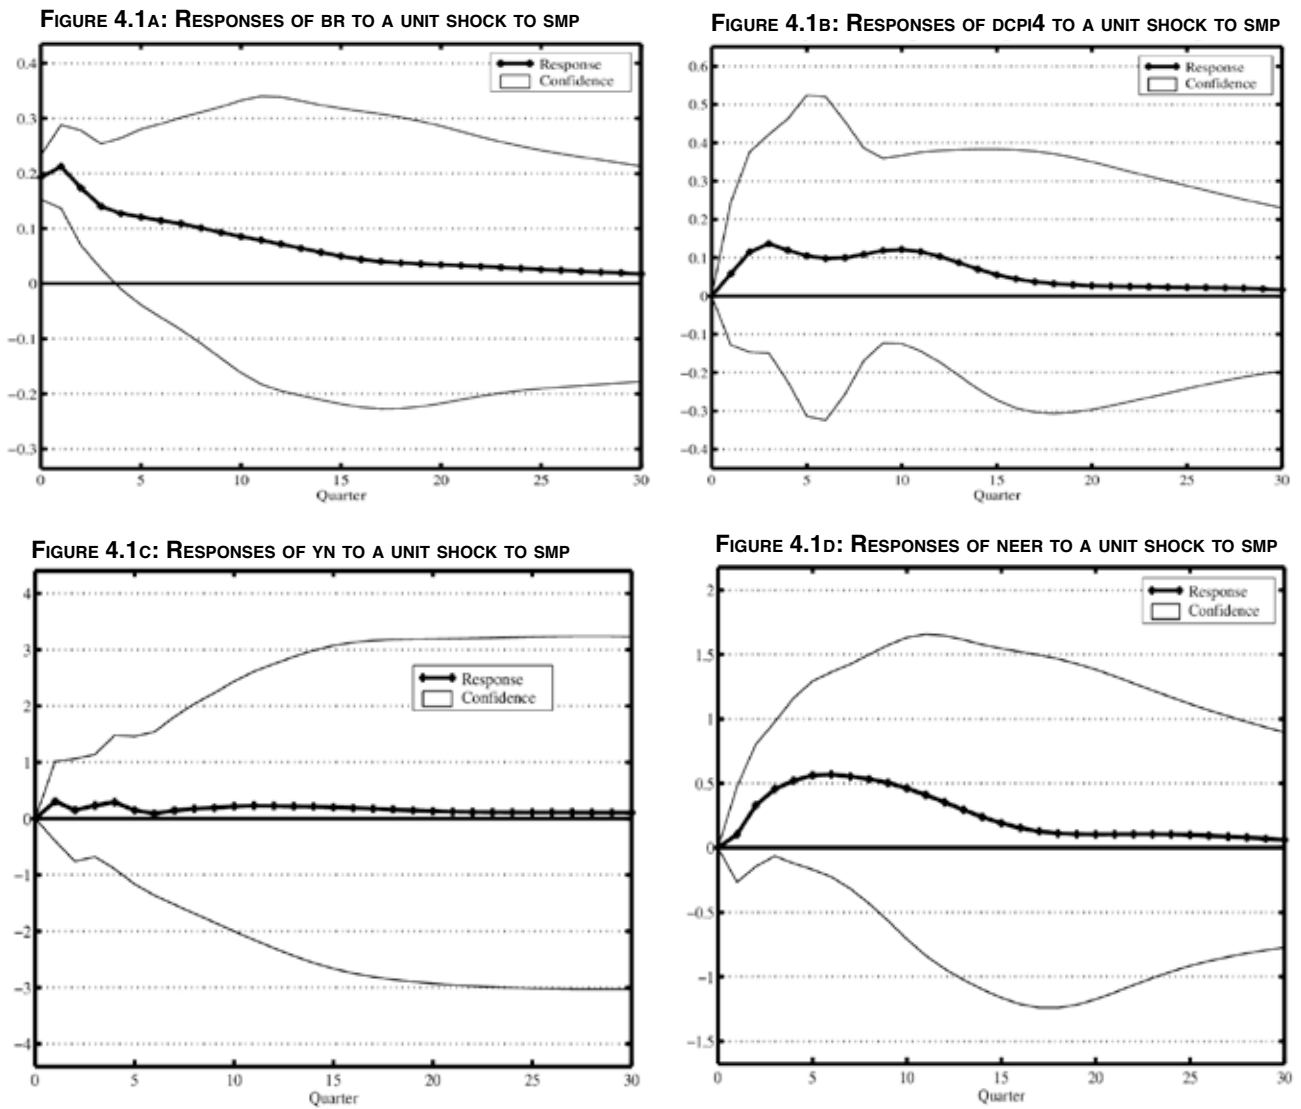 FIGURE 4.1A: RESPONSES OF BR TO A UNIT SHOCK TO SMP
0.4
0.3
0.2
0.1
0
−0.1
−0.2
−0.3
Response
Confidence
0 5 10 15 20 25 30
Quarter
FIGURE 4.1B: RESPONSES OF DCPI4 TO A UNIT SHOCK TO SMP
0.6
0.5
0.4
0.3
0.2
0.1
0
−0.1
−0.2
−0.3
−0.4
Response
Confidence
0 5 10 15 20 25 30
Quarter
FIGURE 4.1C: RESPONSES OF YN TO A UNIT SHOCK TO SMP
4
3
2
1
0
−1
−2
−3
−4
Response
Confidence
0 5 10 15 20 25 30
Quarter
FIGURE 4.1D: RESPONSES OF NEER TO A UNIT SHOCK TO SMP
2
1.5
1
0.5
0
−0.5
−1
−1.5
Response
Confidence
0 5 10 15 20 25 30
Quarter